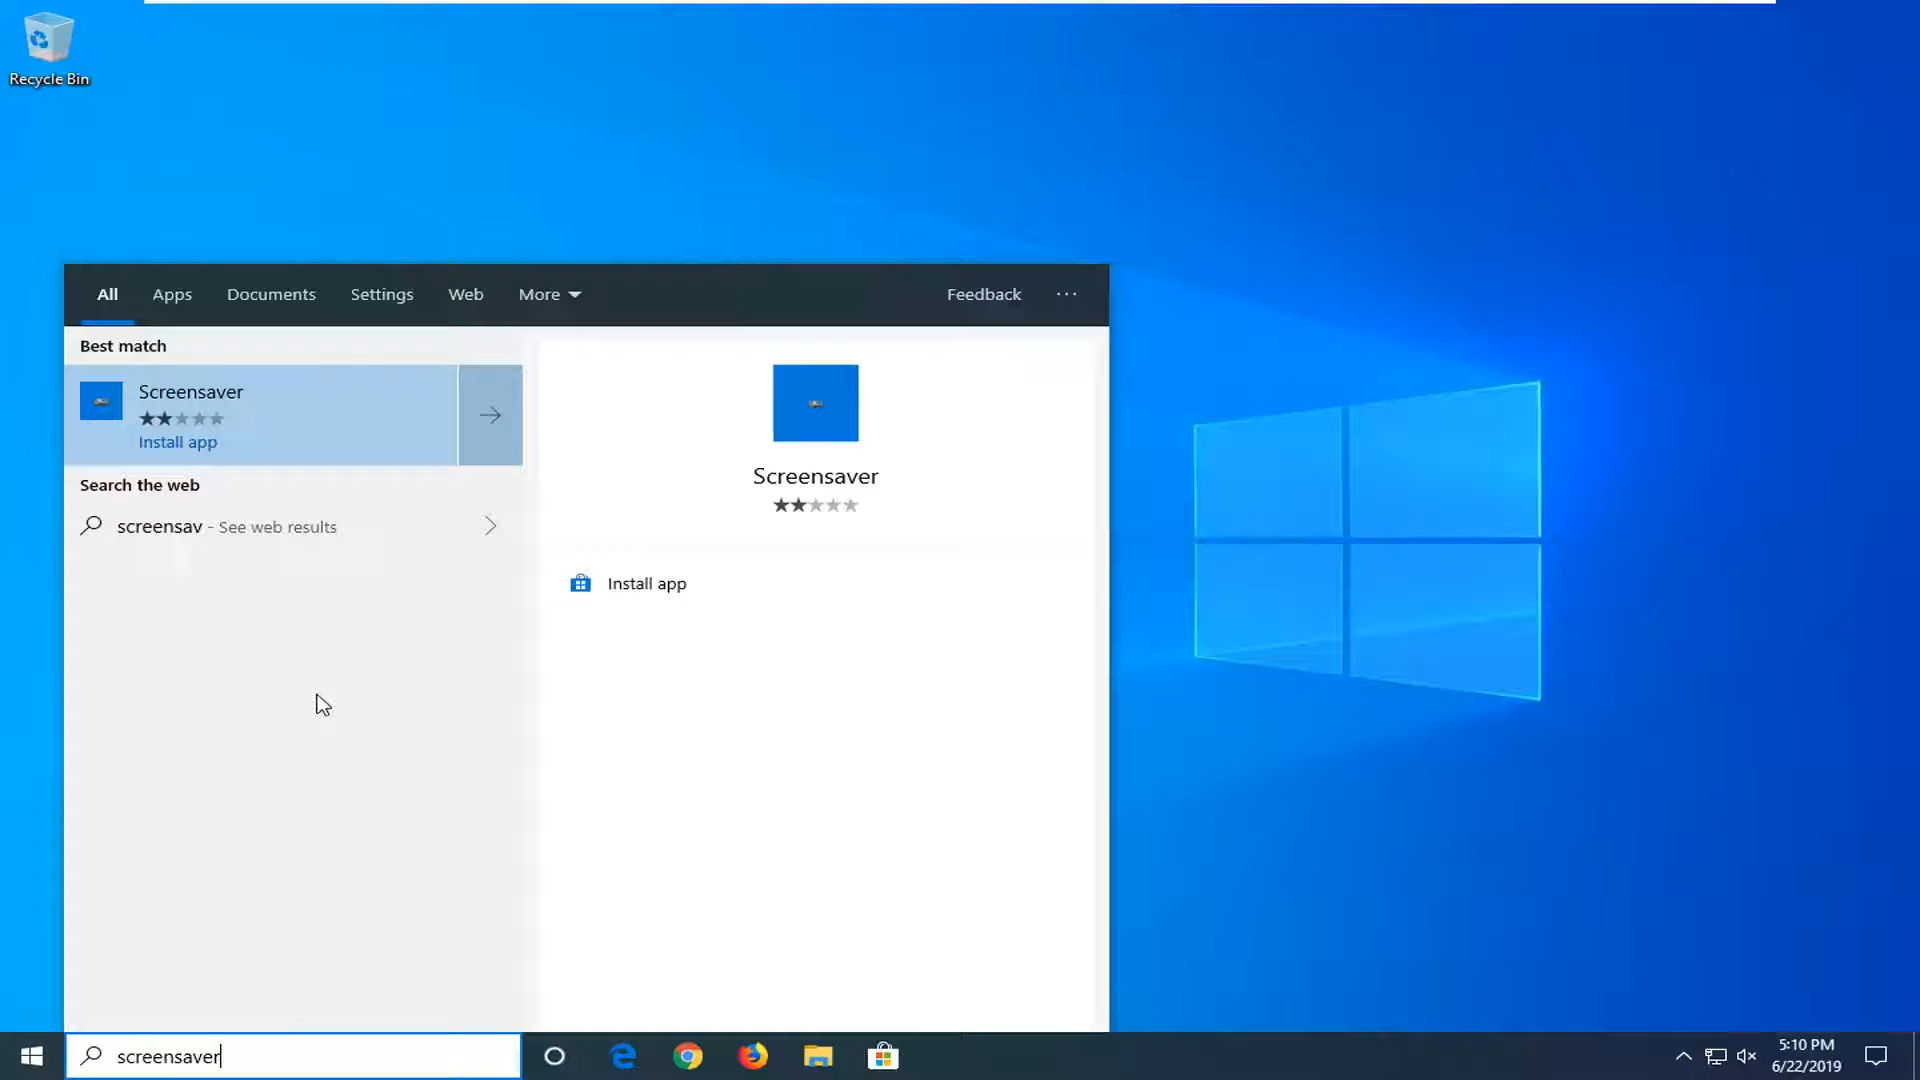 Recycle Bin
All Apps Documents Settings Web More Feedback ···
Best match
Screensaver
Install app
Search the web
screensav - See web results
Screensaver
Install app
screensaver
5:10 PM
6/22/2019